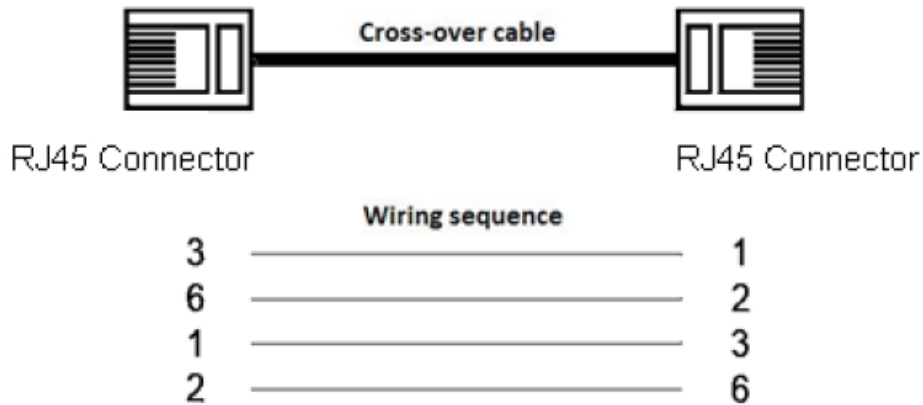 Cross-over cable
RJ45 Connector RJ45 Connector
Wiring sequence
3 1
6 2
1 3
2 6